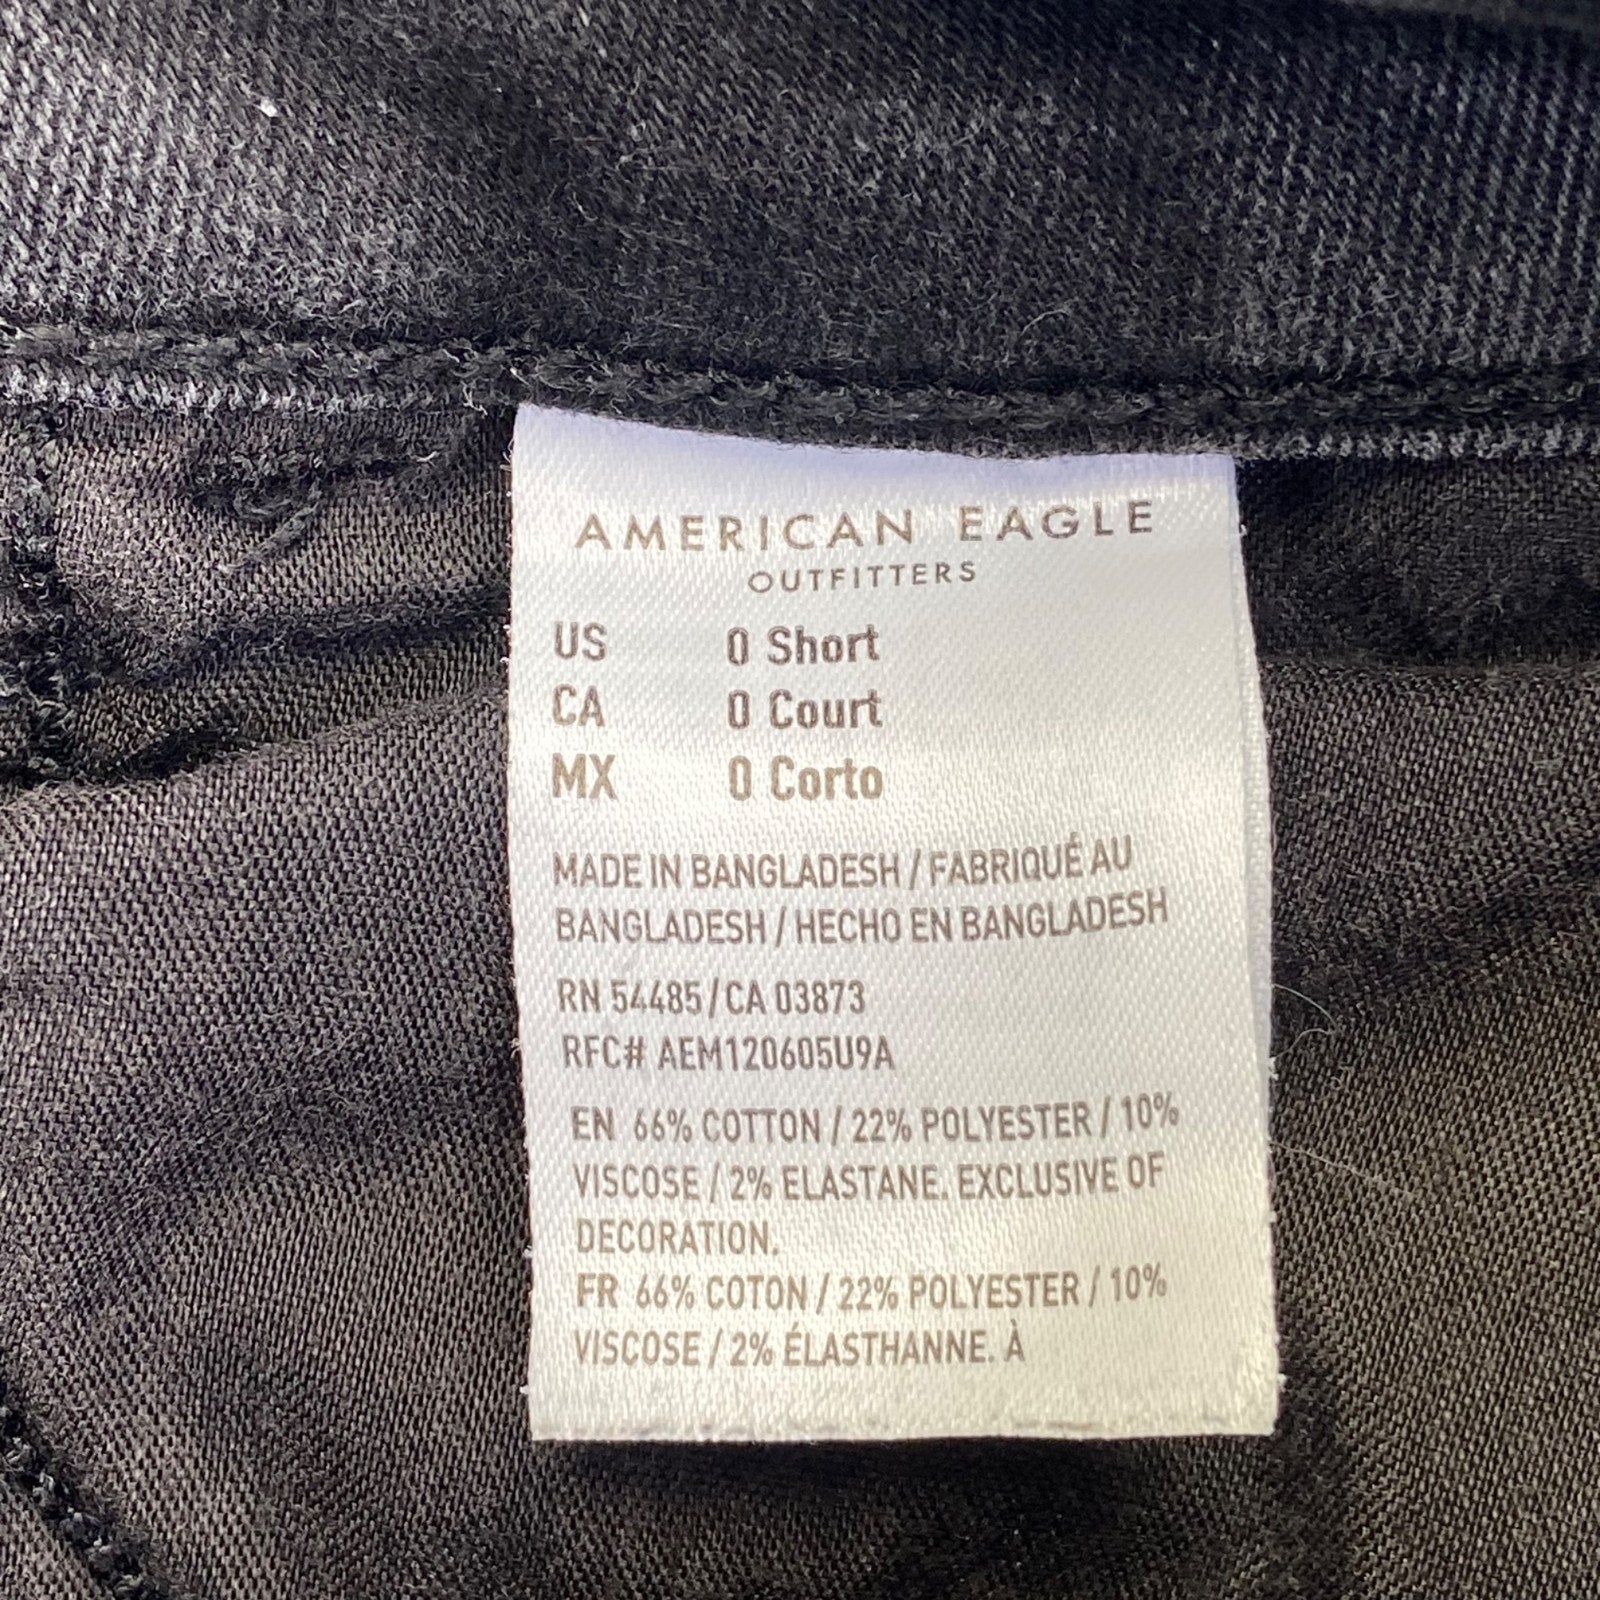 AMERICAN EAGLE
OUTFITTERS
US 0 Short
CA 0 Court
MX 0 Corto
MADE IN BANGLADESH / FABRIQUÉ AU
BANGLADESH / HECHO EN BANGLADESH
RN 54485 / CA 03873
RFC# AEM120605U9A
EN 66% COTTON / 22% POLYESTER / 10%
VISCOSE / 2% ELASTANE. EXCLUSIVE OF
DECORATION.
FR 66% COTON / 22% POLYESTER / 10%
VISCOSE / 2% ÉLASTHANNE. À